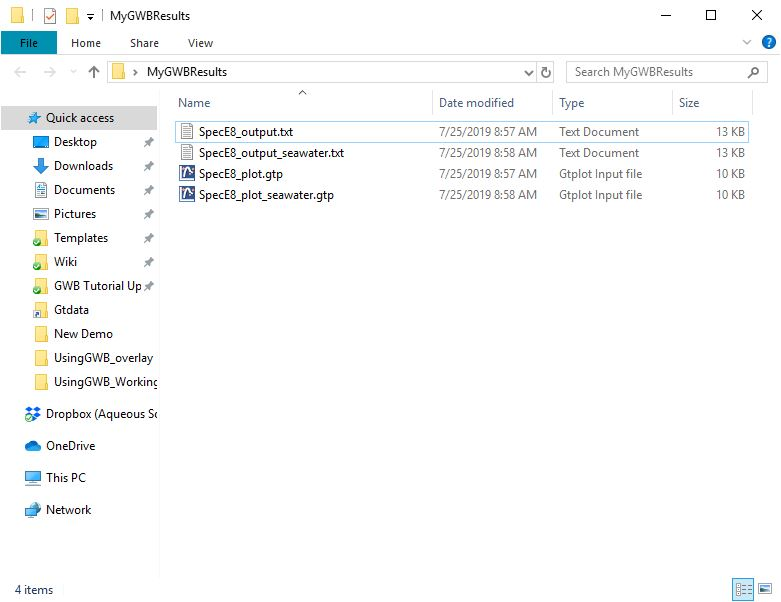 MyGWBResults
File Home Share View
MyGWBResults Search MyGWBResults
Name Date modified Type Size
Quick access
Desktop
Downloads
Documents
Pictures
Templates
Wiki
GWB Tutorial Up
Gtdata
New Demo
UsingGWB_overlay
UsingGWB_Working
Dropbox (Aqueous Sc
OneDrive
This PC
Network
SpecE8_output.txt 7/25/2019 8:57 AM Text Document 13 KB
SpecE8_output_seawater.txt 7/25/2019 8:58 AM Text Document 13 KB
SpecE8_plot.gtp 7/25/2019 8:57 AM Gtplot Input file 10 KB
SpecE8_plot_seawater.gtp 7/25/2019 8:58 AM Gtplot Input file 10 KB
4 items